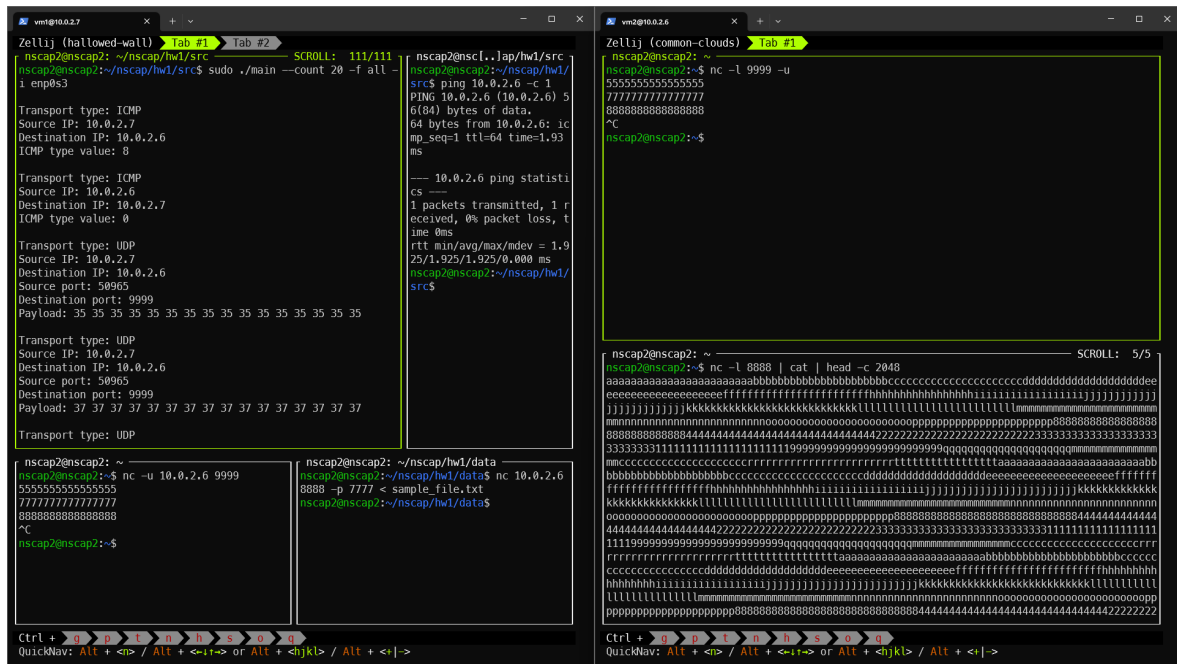 vm1@10.0.2.7
Zellij (hallowed-wall) Tab #1 Tab #2
nscap2@nscap2: ~/nscap/hw1/src SCROLL: 111/111
nscap2@nscap2:~/nscap/hw1/src$ sudo ./main --count 20 -f all -
i enp0s3
Transport type: ICMP
Source IP: 10.0.2.7
Destination IP: 10.0.2.6
ICMP type value: 8
Transport type: ICMP
Source IP: 10.0.2.6
Destination IP: 10.0.2.7
ICMP type value: 0
Transport type: UDP
Source IP: 10.0.2.7
Destination IP: 10.0.2.6
Source port: 50965
Destination port: 9999
Payload: 35 35 35 35 35 35 35 35 35 35 35 35 35 35 35 35
Transport type: UDP
Source IP: 10.0.2.7
Destination IP: 10.0.2.6
Source port: 50965
Destination port: 9999
Payload: 37 37 37 37 37 37 37 37 37 37 37 37 37 37 37 37
Transport type: UDP
nscap2@nsc[..]ap/hw1/src
nscap2@nscap2:~/nscap/hw1/
src$ ping 10.0.2.6 -c 1
PING 10.0.2.6 (10.0.2.6) 5
6(84) bytes of data.
64 bytes from 10.0.2.6: ic
mp_seq=1 ttl=64 time=1.93
ms
--- 10.0.2.6 ping statisti
cs ---
1 packets transmitted, 1 r
eceived, 0% packet loss, t
ime 0ms
rtt min/avg/max/mdev = 1.9
25/1.925/1.925/0.000 ms
nscap2@nscap2:~/nscap/hw1/
src$
nscap2@nscap2: ~
nscap2@nscap2:~$ nc -u 10.0.2.6 9999
5555555555555555
7777777777777777
8888888888888888
^C
nscap2@nscap2:~$
nscap2@nscap2: ~/nscap/hw1/data
nscap2@nscap2:~/nscap/hw1/data$ nc 10.0.2.6
8888 -p 7777 < sample_file.txt
nscap2@nscap2:~/nscap/hw1/data$
Ctrl + g p t n h s o q
QuickNav: Alt + <n> / Alt + <←↓↑→> or Alt + <hjkl> / Alt + <+|->
vm2@10.0.2.6
Zellij (common-clouds) Tab #1
nscap2@nscap2: ~
nscap2@nscap2:~$ nc -l 9999 -u
5555555555555555
7777777777777777
8888888888888888
^C
nscap2@nscap2:~$
nscap2@nscap2: ~ SCROLL: 5/5
nscap2@nscap2:~$ nc -l 8888 | cat | head -c 2048
Ctrl + g p t n h s o q
QuickNav: Alt + <n> / Alt + <←↓↑→> or Alt + <hjkl> / Alt + <+|->